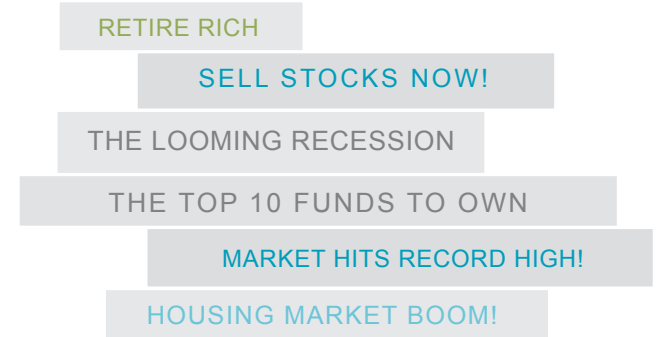 RETIRE RICH
SELL STOCKS NOW!
THE LOOMING RECESSION
THE TOP 10 FUNDS TO OWN
MARKET HITS RECORD HIGH!
HOUSING MARKET BOOM!